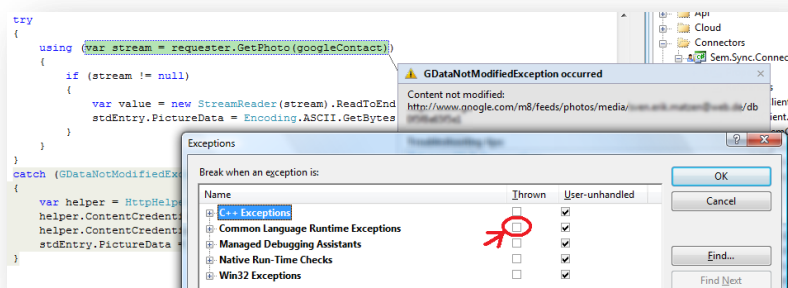 try
{
using (var stream = requester.GetPhoto(googleContact))
{
if (stream != null)
{
var value = new StreamReader(stream).ReadToEnd
stdEntry.PictureData = Encoding.ASCII.GetBytes
}
}
}
catch (GDataNotModifiedExc
{
var helper = HttpHelpe
helper.ContentCredenti
helper.ContentCredenti
stdEntry.PictureData =
}
Api
Cloud
Connectors
Sem.Sync.Connec
GDataNotModifiedException occurred
Content not modified:
http://www.google.com/m8/feeds/photos/media/
/db
Exceptions
Break when an exception is:
Name Thrown User-unhandled
C++ Exceptions
Common Language Runtime Exceptions
Managed Debugging Assistants
Native Run-Time Checks
Win32 Exceptions
OK
Cancel
Find...
Find Next